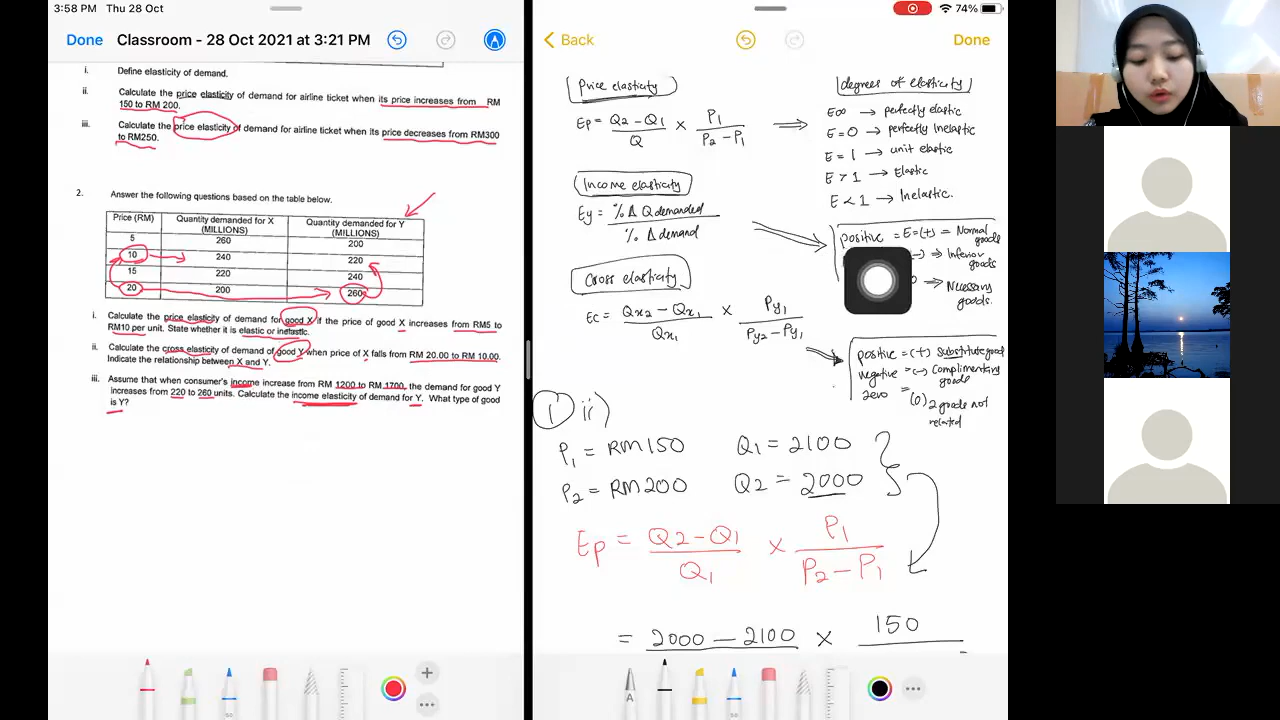 3:58 PM Thu 28 Oct
74%
Done
Classroom - 28 Oct 2021 at 3:21 PM
i. Define elasticity of demand.
ii. Calculate the price elasticity of demand for airline ticket when its price increases from RM
150 to RM 200.
iii. Calculate the price elasticity of demand for airline ticket when its price decreases from RM300
to RM250.
2. Answer the following questions based on the table below.
Price (RM) Quantity demanded for X (MILLIONS) Quantity demanded for Y (MILLIONS)
5 260 200
10 240 220
15 220 240
20 200 260
i. Calculate the price elasticity of demand for good X if the price of good X increases from RM5 to
RM10 per unit. State whether it is elastic or inelastic.
ii. Calculate the cross elasticity of demand of good Y when price of X falls from RM 20.00 to RM 10.00.
Indicate the relationship between X and Y.
iii. Assume that when consumer's income increase from RM 1200 to RM 1700, the demand for good Y
increases from 220 to 260 units. Calculate the income elasticity of demand for Y. What type of good
is Y?
50
Back
Done
Price elasticity
Ep = Q2 - Q1 / Q × P1 / P2 - P1
Income elasticity
Ey = % Δ Q demanded / % Δ demand
Cross elasticity
Ec = Qx2 - Qx1 / Qx1 × Py1 / Py2 - Py1
degrees of elasticity
E∞ → perfectly elastic
E = 0 → perfectly Inelastic
E = 1 → unit elastic
E > 1 → Elastic
E < 1 → Inelastic.
positive = E=(+) = Normal goods
⇒ Inferior goods
⇒ Necessary goods.
positive = (+) Substitute good
negative = (-) Complimentary goods
zero = (0) 2 goods not related
① ii)
P1 = RM150 Q1 = 2100
P2 = RM200 Q2 = 2000
Ep = Q2 - Q1 / Q1 × P1 / P2 - P1
= 2000 - 2100 × 150
A
50